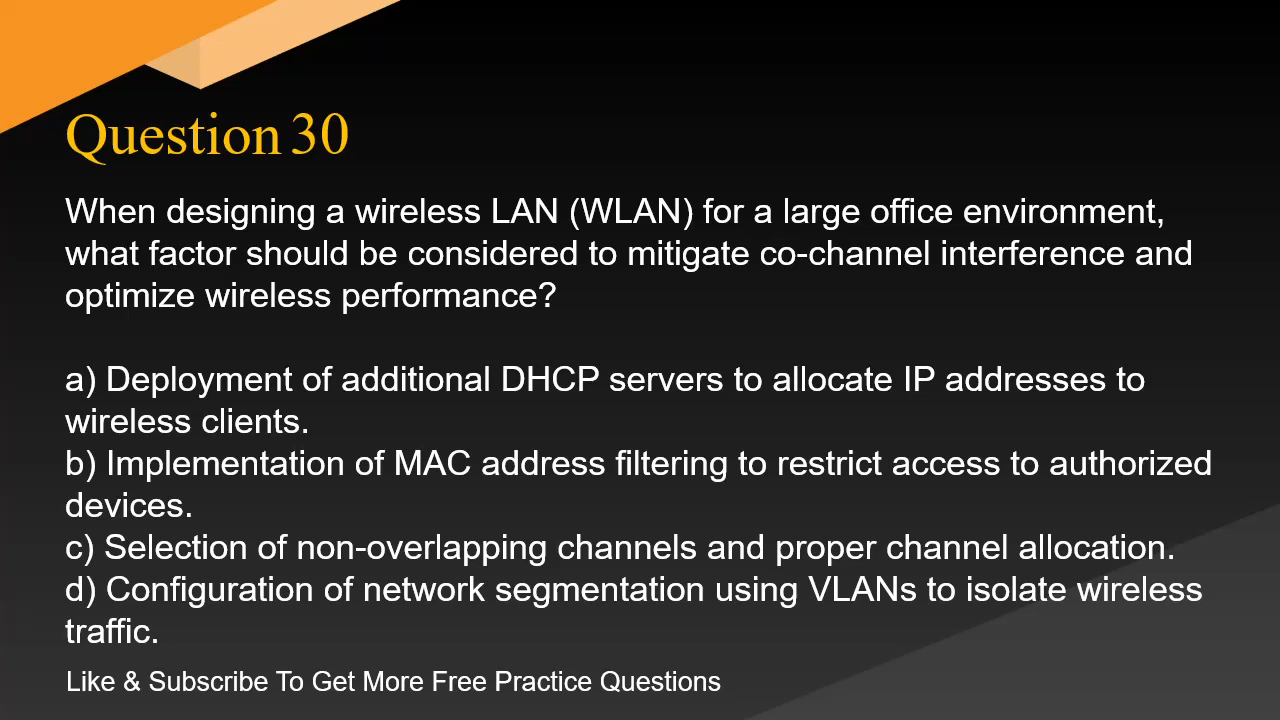 Question 30
When designing a wireless LAN (WLAN) for a large office environment,
what factor should be considered to mitigate co-channel interference and
optimize wireless performance?
a) Deployment of additional DHCP servers to allocate IP addresses to
wireless clients.
b) Implementation of MAC address filtering to restrict access to authorized
devices.
c) Selection of non-overlapping channels and proper channel allocation.
d) Configuration of network segmentation using VLANs to isolate wireless
traffic.
Like & Subscribe To Get More Free Practice Questions